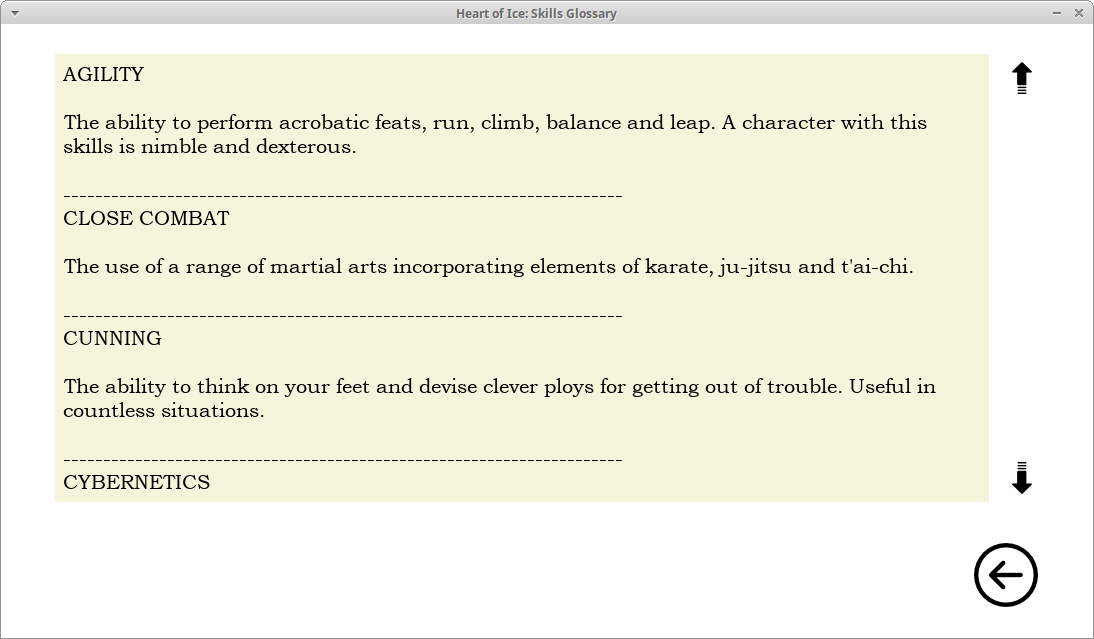 Heart of Ice: Skills Glossary
AGILITY
The ability to perform acrobatic feats, run, climb, balance and leap. A character with this
skills is nimble and dexterous.
----------------------------------------------------------------------
CLOSE COMBAT
The use of a range of martial arts incorporating elements of karate, ju-jitsu and t'ai-chi.
----------------------------------------------------------------------
CUNNING
The ability to think on your feet and devise clever ploys for getting out of trouble. Useful in
countless situations.
----------------------------------------------------------------------
CYBERNETICS